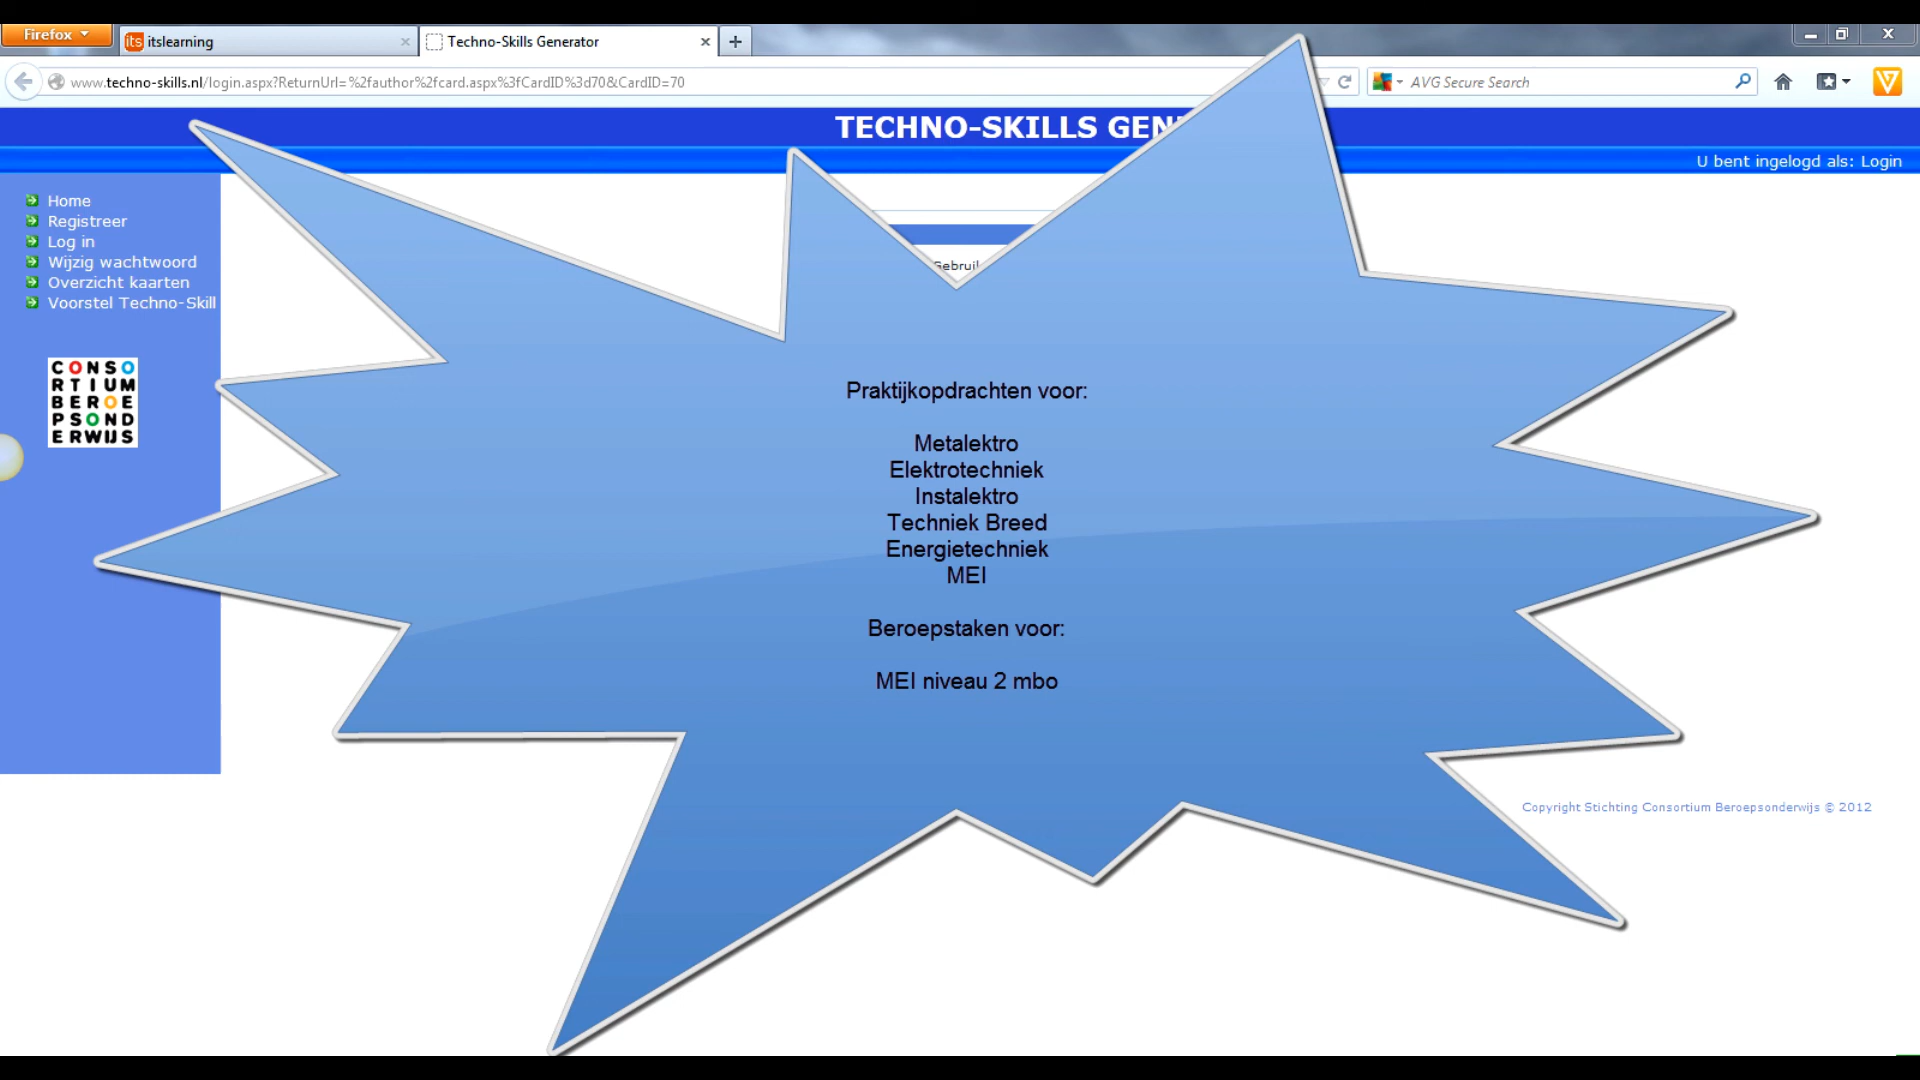 Firefox
its itslearning
Techno-Skills Generator
www.techno-skills.nl/login.aspx?ReturnUrl=%2fauthor%2fcard.aspx%3fCardID%3d70&CardID=70
AVG Secure Search
TECHNO-SKILLS GEN
U bent ingelogd als: Login
Home
Registreer
Log in
Wijzig wachtwoord
Overzicht kaarten
Voorstel Techno-Skill
CONSO
RTIUM
BEROE
PSOND
ERWIJS
Gebruik
Praktijkopdrachten voor:
Metalektro
Elektrotechniek
Instalektro
Techniek Breed
Energietechniek
MEI
Beroepstaken voor:
MEI niveau 2 mbo
Copyright Stichting Consortium Beroepsonderwijs © 2012